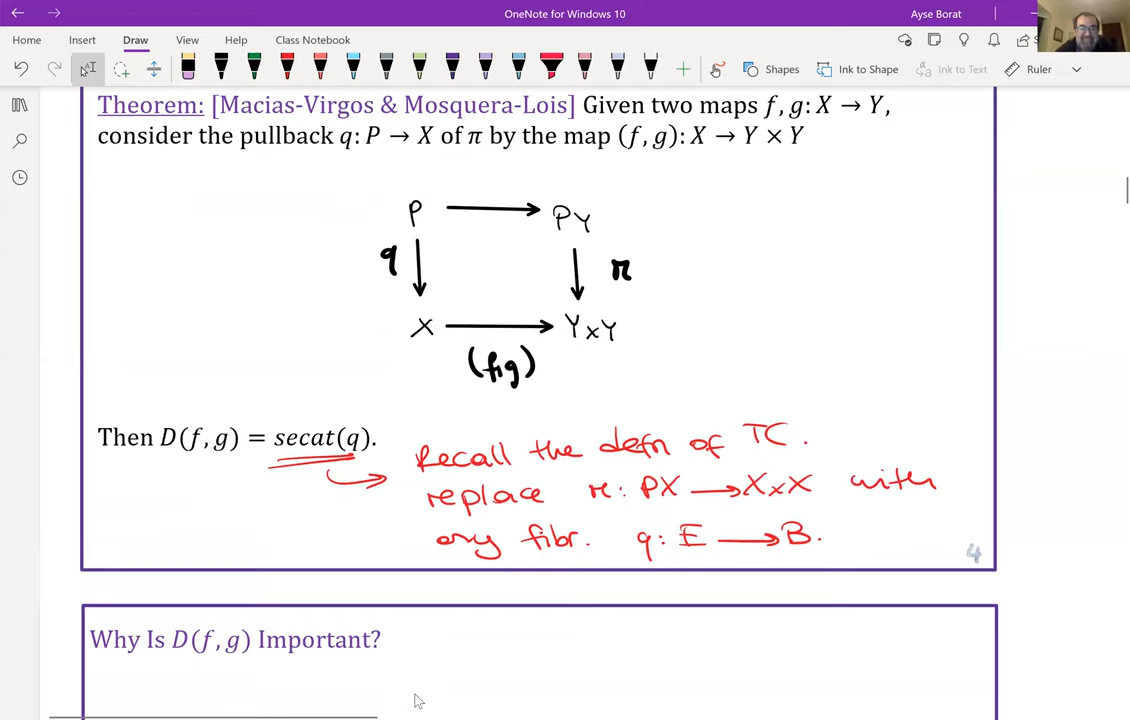 OneNote for Windows 10
Ayse Borat
Home Insert Draw View Help Class Notebook
Shapes Ink to Shape Ink to Text Ruler
Theorem: [Macias-Virgos & Mosquera-Lois] Given two maps f, g: X → Y,
consider the pullback q: P → X of π by the map (f, g): X → Y × Y
P → PY
q π
X → Y×Y
(f,g)
Then D(f, g) = secat(q).
Recall the defn of TC.
replace π: PX → X×X with
any fibr. q: E → B.
4
Why Is D(f, g) Important?